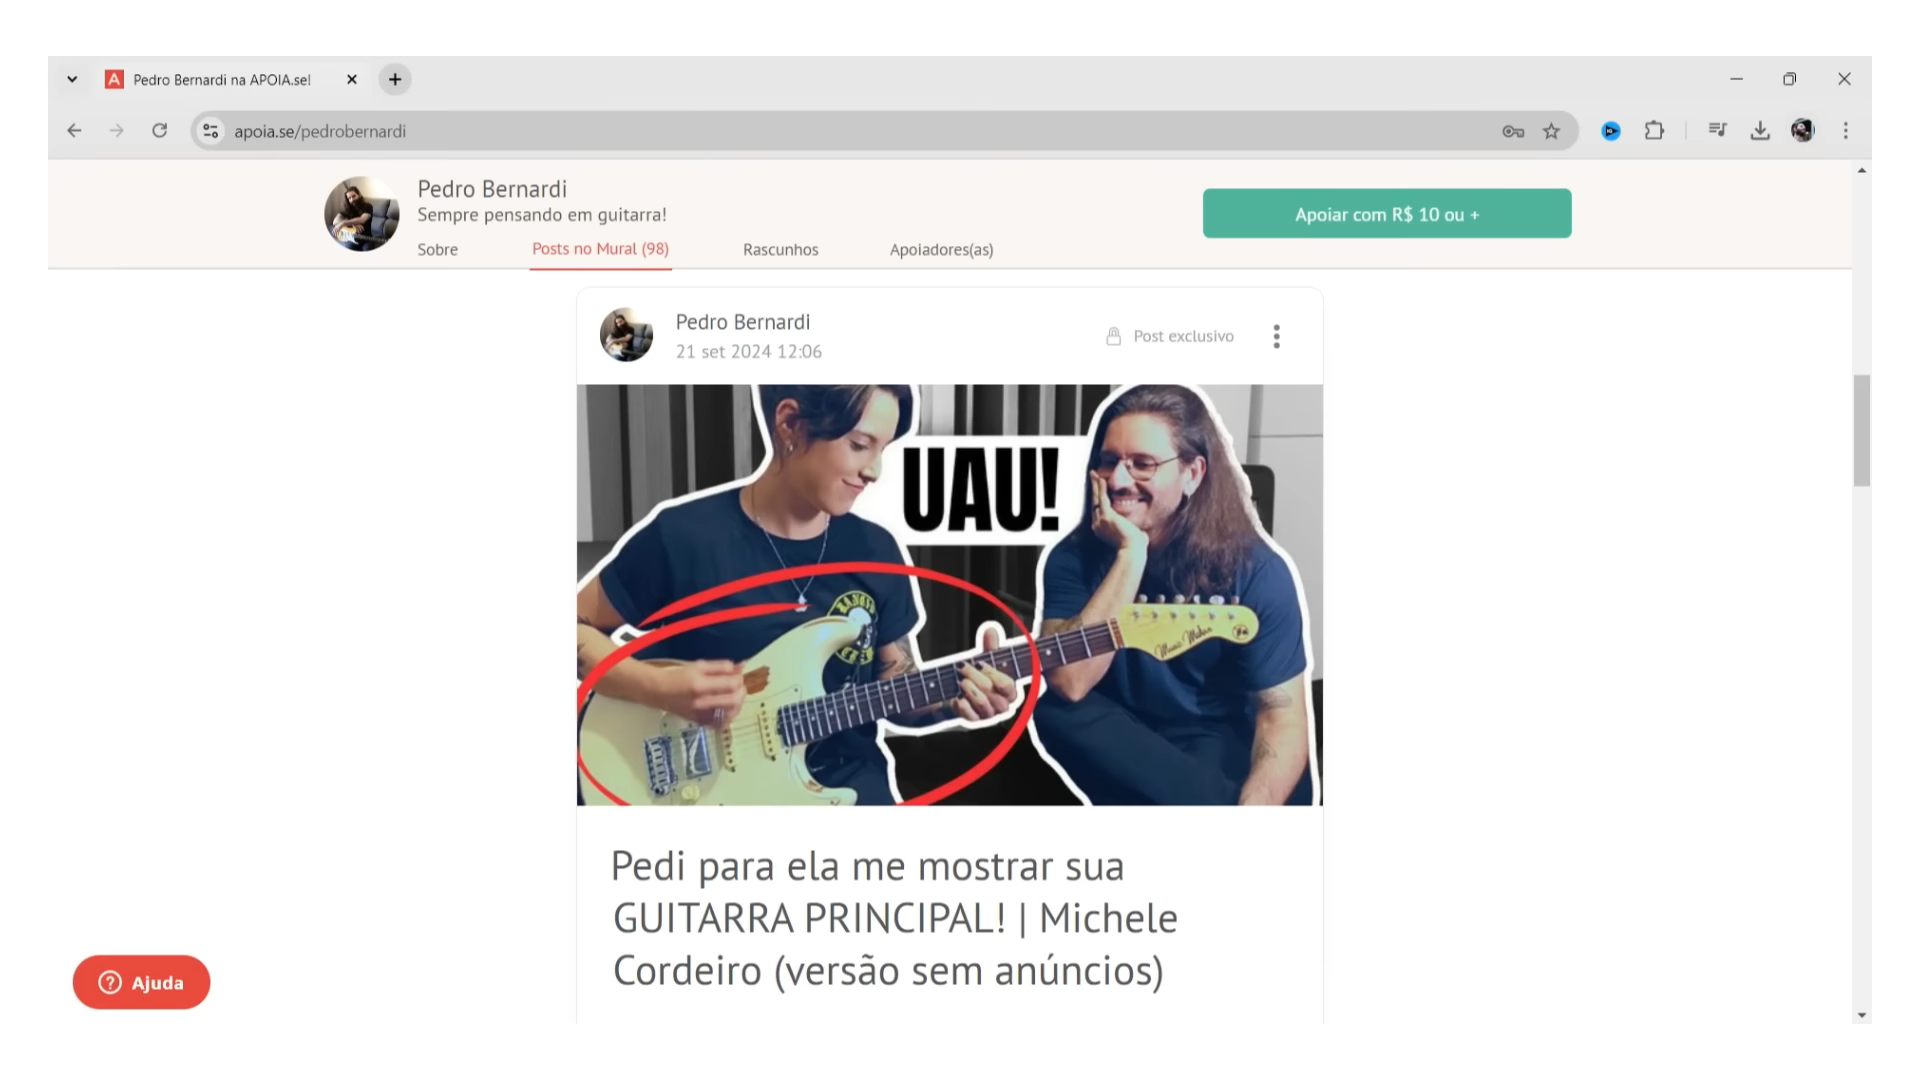 Pedro Bernardi na APOIA.se!
apoia.se/pedrobernardi
Pedro Bernardi
Sempre pensando em guitarra!
Apoiar com R$ 10 ou +
Sobre Posts no Mural (98) Rascunhos Apoiadores(as)
Pedro Bernardi
21 set 2024 12:06
Post exclusivo
UAU!
Music Maker
Pedi para ela me mostrar sua
GUITARRA PRINCIPAL! | Michele
Cordeiro (versão sem anúncios)
Ajuda